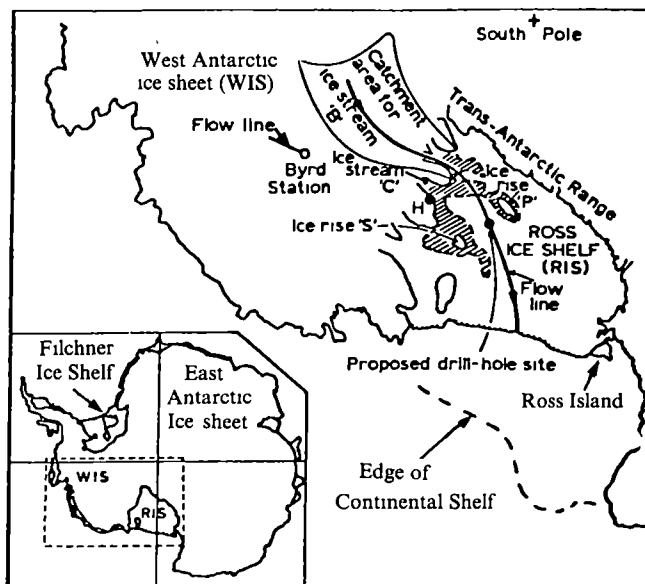 South Pole
West Antarctic
Ice sheet (WIS)
Catchment
area for
ice stream
'B'
Trans-Antarctic Range
Flow line
Byrd
Station
Ice
stream
'C'
Ice
rise
'P'
H
Ice rise 'S'
ROSS
ICE SHELF
(RIS)
Flow
line
Proposed drill-hole site
Ross Island
Edge of
Continental Shelf
Filchner
Ice Shelf
East
Antarctic
Ice sheet
WIS
RIS